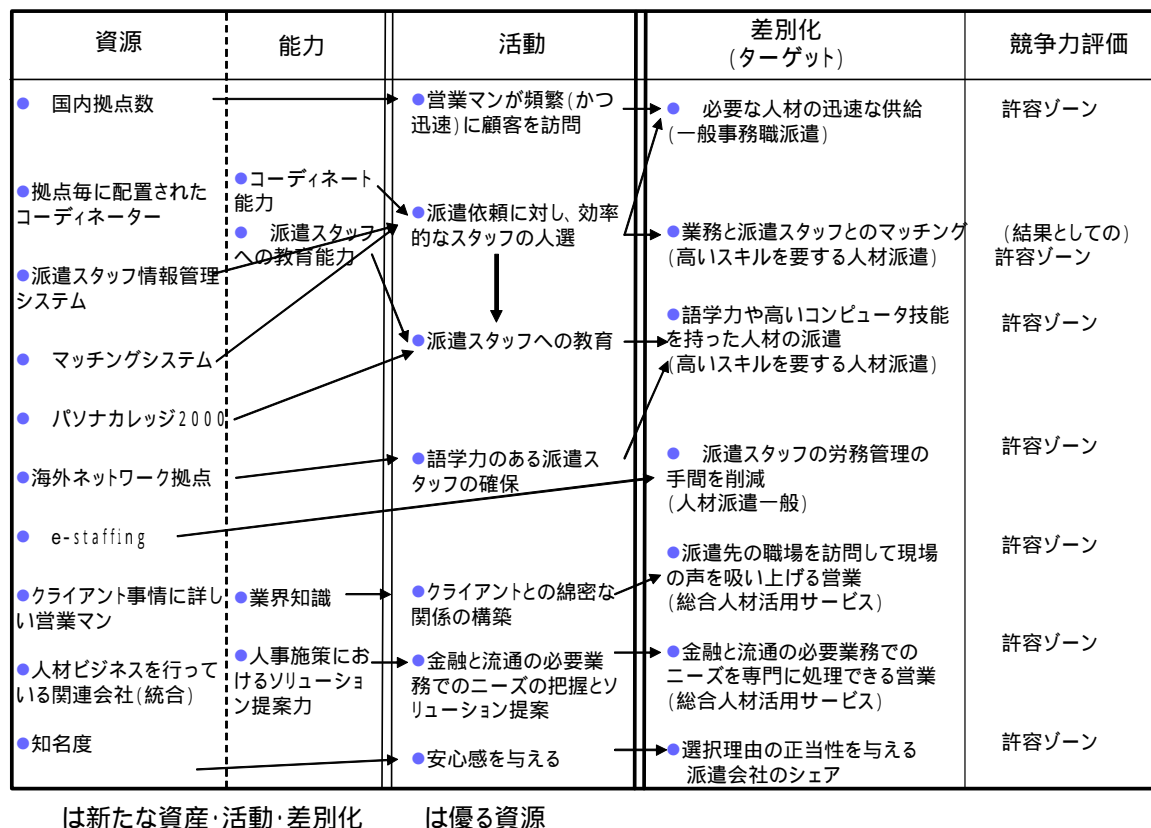 資源
能力
活動
差別化
(ターゲット)
競争力評価
● 国内拠点数
●拠点毎に配置された
コーディネーター
●派遣スタッフ情報管理
システム
● マッチングシステム
● パソナカレッジ2000
●海外ネットワーク拠点
● e-staffing
●クライアント事情に詳し
い営業マン
●人材ビジネスを行って
いる関連会社(統合)
●知名度
●コーディネート
能力
● 派遣スタッフ
への教育能力
●業界知識
●人事施策にお
けるソリューショ
ン提案力
●営業マンが頻繁(かつ
迅速)に顧客を訪問
●派遣依頼に対し、効率
的なスタッフの人選
●派遣スタッフへの教育
●語学力のある派遣ス
タッフの確保
●クライアントとの綿密な
関係の構築
●金融と流通の必要業
務でのニーズの把握とソ
リューション提案
●安心感を与える
● 必要な人材の迅速な供給
(一般事務職派遣)
●業務と派遣スタッフとのマッチング
(高いスキルを要する人材派遣)
●語学力や高いコンピュータ技能
を持った人材の派遣
(高いスキルを要する人材派遣)
● 派遣スタッフの労務管理の
手間を削減
(人材派遣一般)
●派遣先の職場を訪問して現場
の声を吸い上げる営業
(総合人材活用サービス)
●金融と流通の必要業務での
ニーズを専門に処理できる営業
(総合人材活用サービス)
●選択理由の正当性を与える
派遣会社のシェア
許容ゾーン
(結果としての)
許容ゾーン
許容ゾーン
許容ゾーン
許容ゾーン
許容ゾーン
許容ゾーン
は新たな資産・活動・差別化 は優る資源